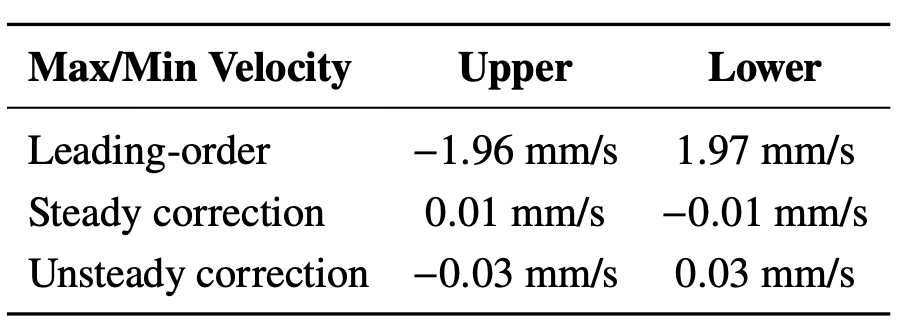 Max/Min Velocity Upper Lower
Leading-order −1.96 mm/s 1.97 mm/s
Steady correction 0.01 mm/s −0.01 mm/s
Unsteady correction −0.03 mm/s 0.03 mm/s